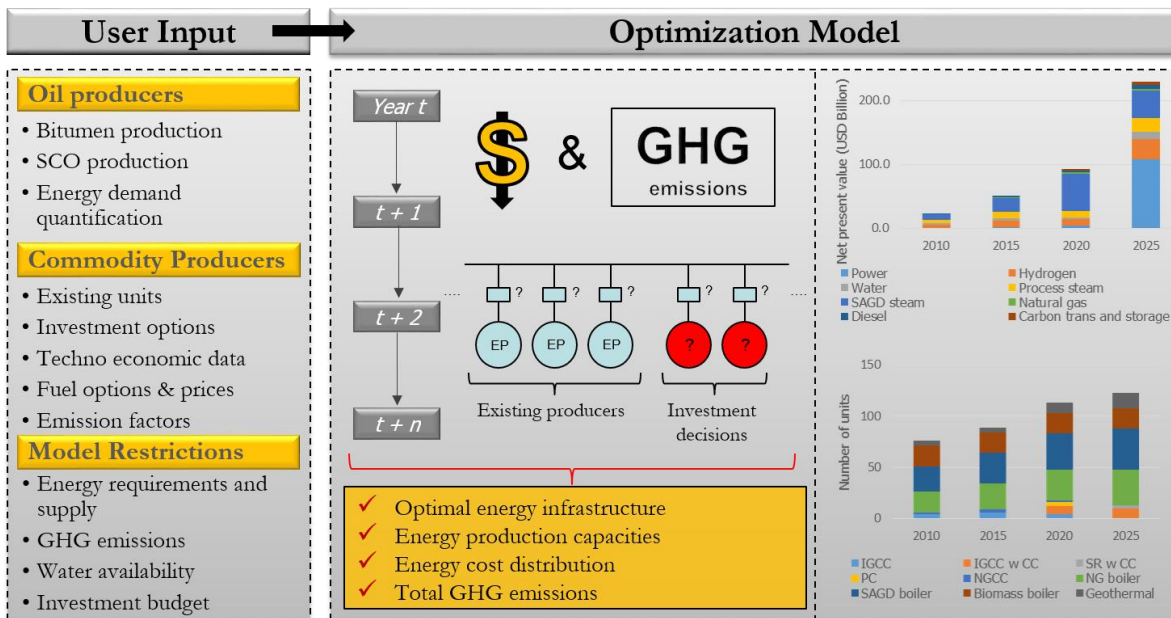 User Input
Optimization Model
Oil producers
• Bitumen production
• SCO production
• Energy demand
quantification
Commodity Producers
• Existing units
• Investment options
• Techno economic data
• Fuel options & prices
• Emission factors
Model Restrictions
• Energy requirements and
supply
• GHG emissions
• Water availability
• Investment budget
Year t
t + 1
t + 2
t + n
$ & GHG
emissions
.... ? ? ? ? ? ....
EP EP EP ? ?
Existing producers
Investment
decisions
✓ Optimal energy infrastructure
✓ Energy production capacities
✓ Energy cost distribution
✓ Total GHG emissions
Net present value (USD Billion)
200.0
100.0
0.0
2010 2015 2020 2025
Power Hydrogen
Water Process steam
SAGD steam Natural gas
Diesel Carbon trans and storage
Number of units
150
100
50
0
2010 2015 2020 2025
IGCC IGCC w CC SR w CC
PC NGCC NG boiler
SAGD boiler Biomass boiler Geothermal